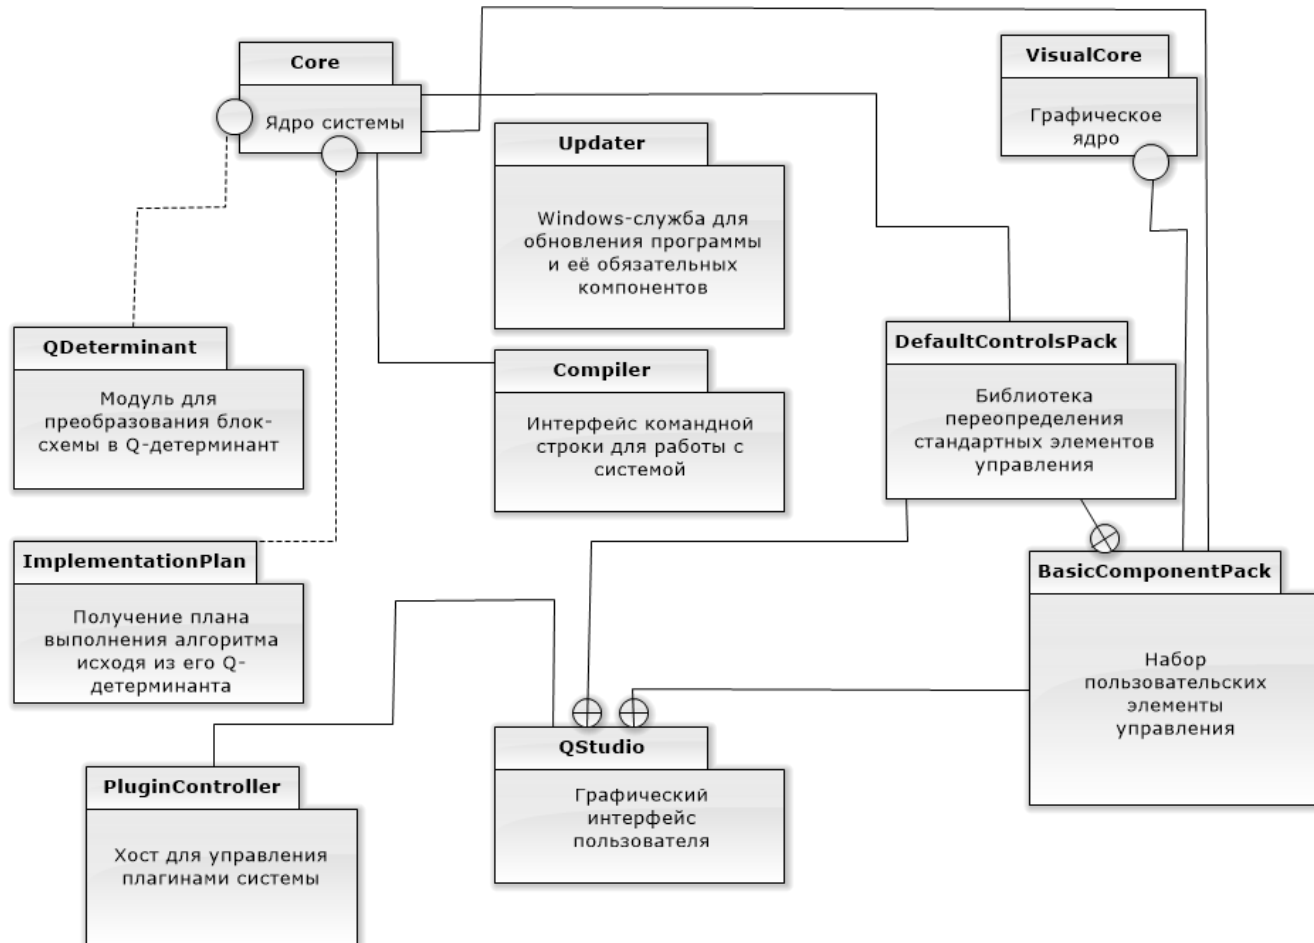 Core
Ядро системы
VisualCore
Графическое
ядро
Updater
Windows-служба для
обновления программы
и её обязательных
компонентов
QDeterminant
Модуль для
преобразования блок-
схемы в Q-детерминант
Compiler
Интерфейс командной
строки для работы с
системой
DefaultControlsPack
Библиотека
переопределения
стандартных элементов
управления
ImplementationPlan
Получение плана
выполнения алгоритма
исходя из его Q-
детерминанта
BasicComponentPack
Набор
пользовательских
элементы
управления
PluginController
Хост для управления
плагинами системы
QStudio
Графический
интерфейс
пользователя